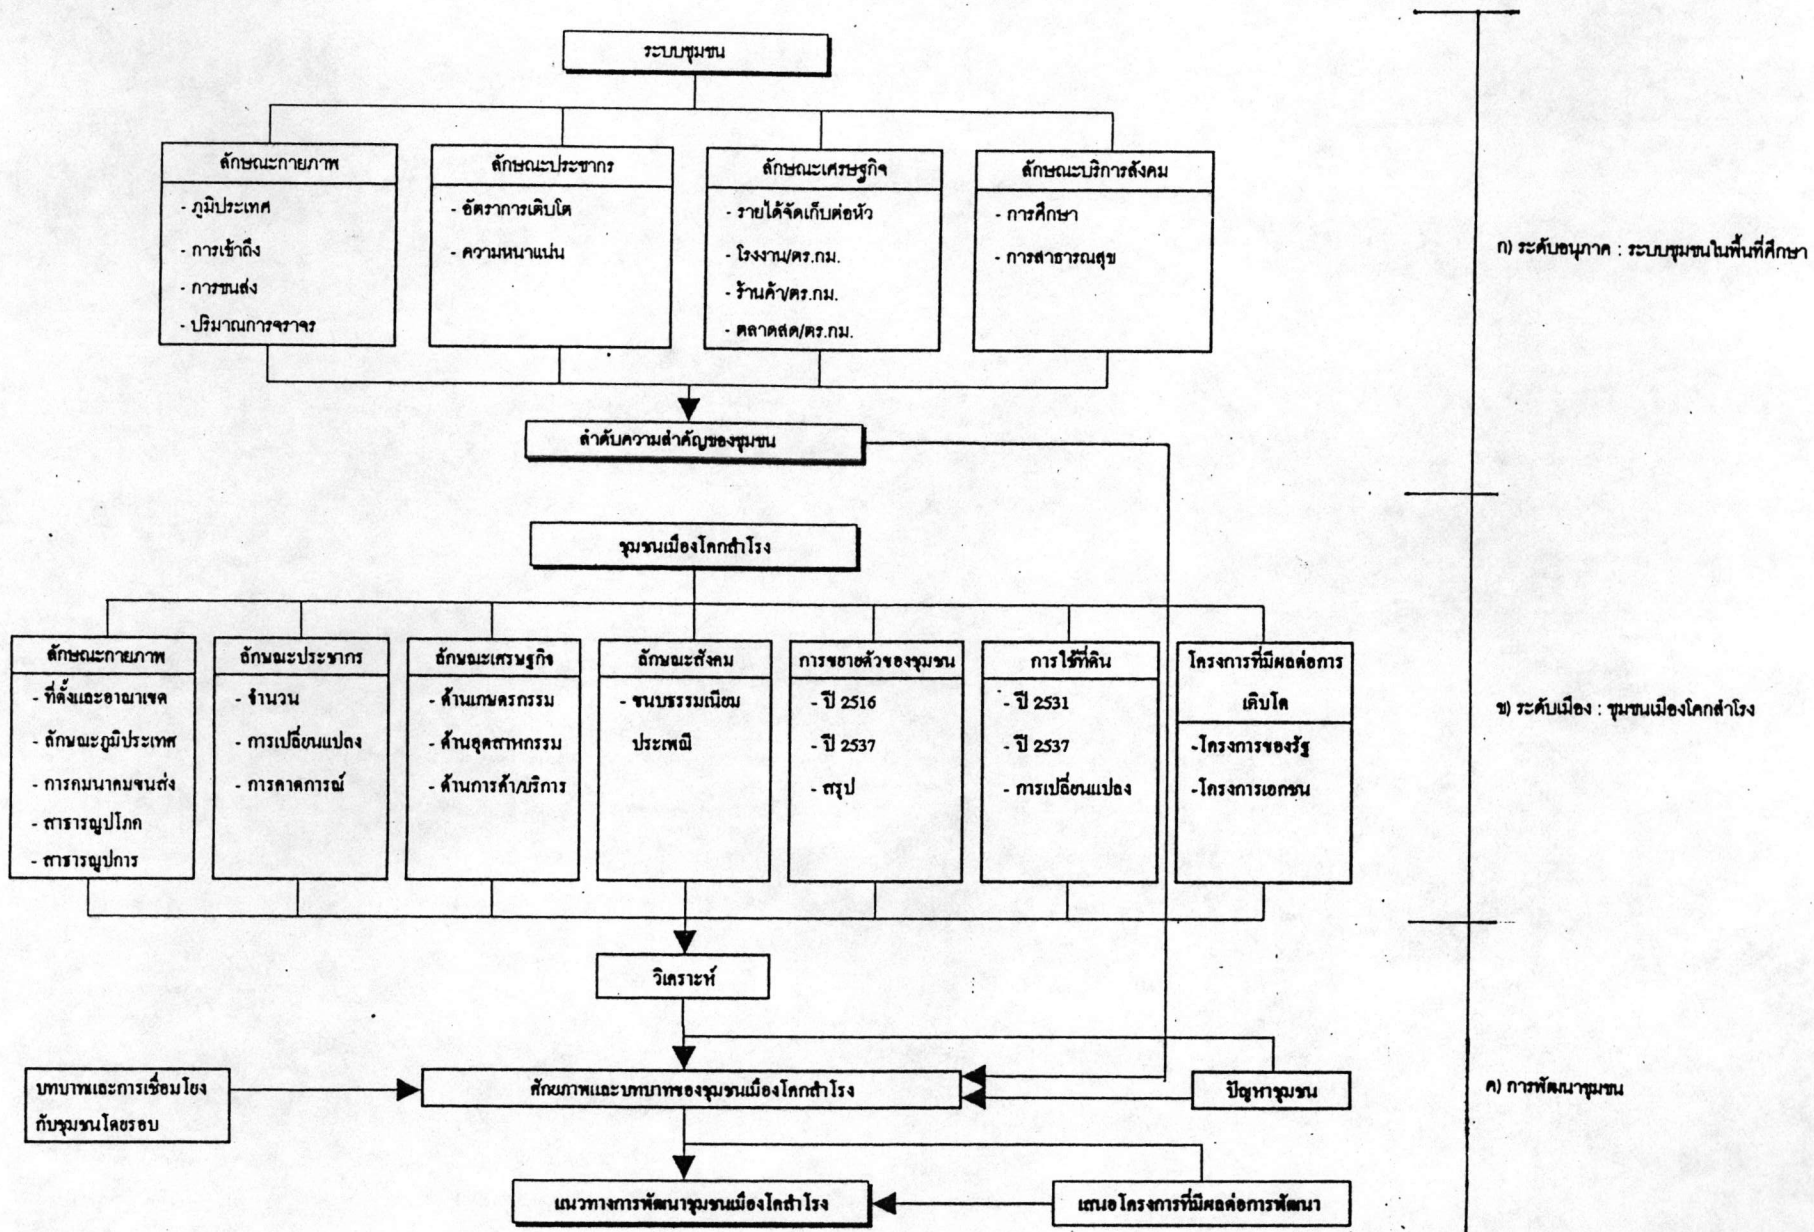 ระบบชุมชน
ลักษณะกายภาพ
- ภูมิประเทศ
- การเข้าถึง
- การขนส่ง
- ปริมาณการจราจร
ลักษณะประชากร
- อัตราการเติบโต
- ความหนาแน่น
ลักษณะเศรษฐกิจ
- รายได้จัดเก็บต่อหัว
- โรงงาน/ตร.กม.
- ร้านค้า/ตร.กม.
- ตลาดสด/ตร.กม.
ลักษณะบริการสังคม
- การศึกษา
- การสาธารณสุข
ก) ระดับอนุภาค : ระบบชุมชนในพื้นที่ศึกษา
ลำดับความสำคัญของชุมชน
ชุมชนเมืองโคกสำโรง
ลักษณะกายภาพ
- ที่ตั้งและอาณาเขต
- ลักษณะภูมิประเทศ
- การคมนาคมขนส่ง
- สาธารณูปโภค
- สาธารณูปการ
ลักษณะประชากร
- จำนวน
- การเปลี่ยนแปลง
- การคาดการณ์
ลักษณะเศรษฐกิจ
- ด้านเกษตรกรรม
- ด้านอุตสาหกรรม
- ด้านการค้า/บริการ
ลักษณะสังคม
- ขนบธรรมเนียม
ประเพณี
การขยายตัวของชุมชน
- ปี 2516
- ปี 2537
- สรุป
การใช้ที่ดิน
- ปี 2531
- ปี 2537
- การเปลี่ยนแปลง
โครงการที่มีผลต่อการ
เติบโต
-โครงการของรัฐ
-โครงการเอกชน
ข) ระดับเมือง : ชุมชนเมืองโคกสำโรง
วิเคราะห์
บทบาทและการเชื่อมโยง
กับชุมชนโดยรอบ
ศักยภาพและบทบาทของชุมชนเมืองโคกสำโรง
ปัญหาชุมชน
ค) การพัฒนาชุมชน
แนวทางการพัฒนาชุมชนเมืองโคสำโรง
เสนอโครงการที่มีผลต่อการพัฒนา